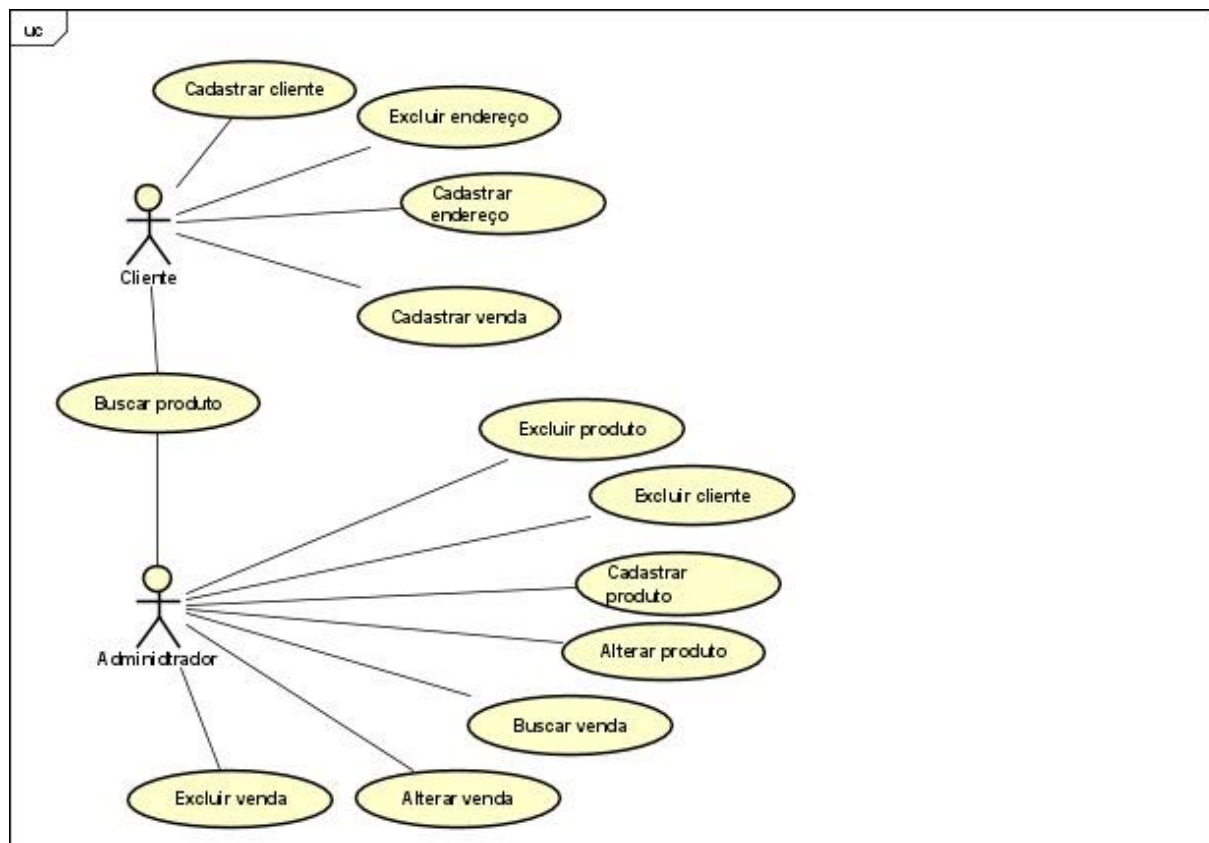 uc
Cadastrar cliente
Excluir endereço
Cadastrar
endereço
Cliente
Cadastrar venda
Buscar produto
Excluir produto
Excluir cliente
Cadastrar
produto
Alterar produto
Adminidtrador
Buscar venda
Excluir venda
Alterar venda